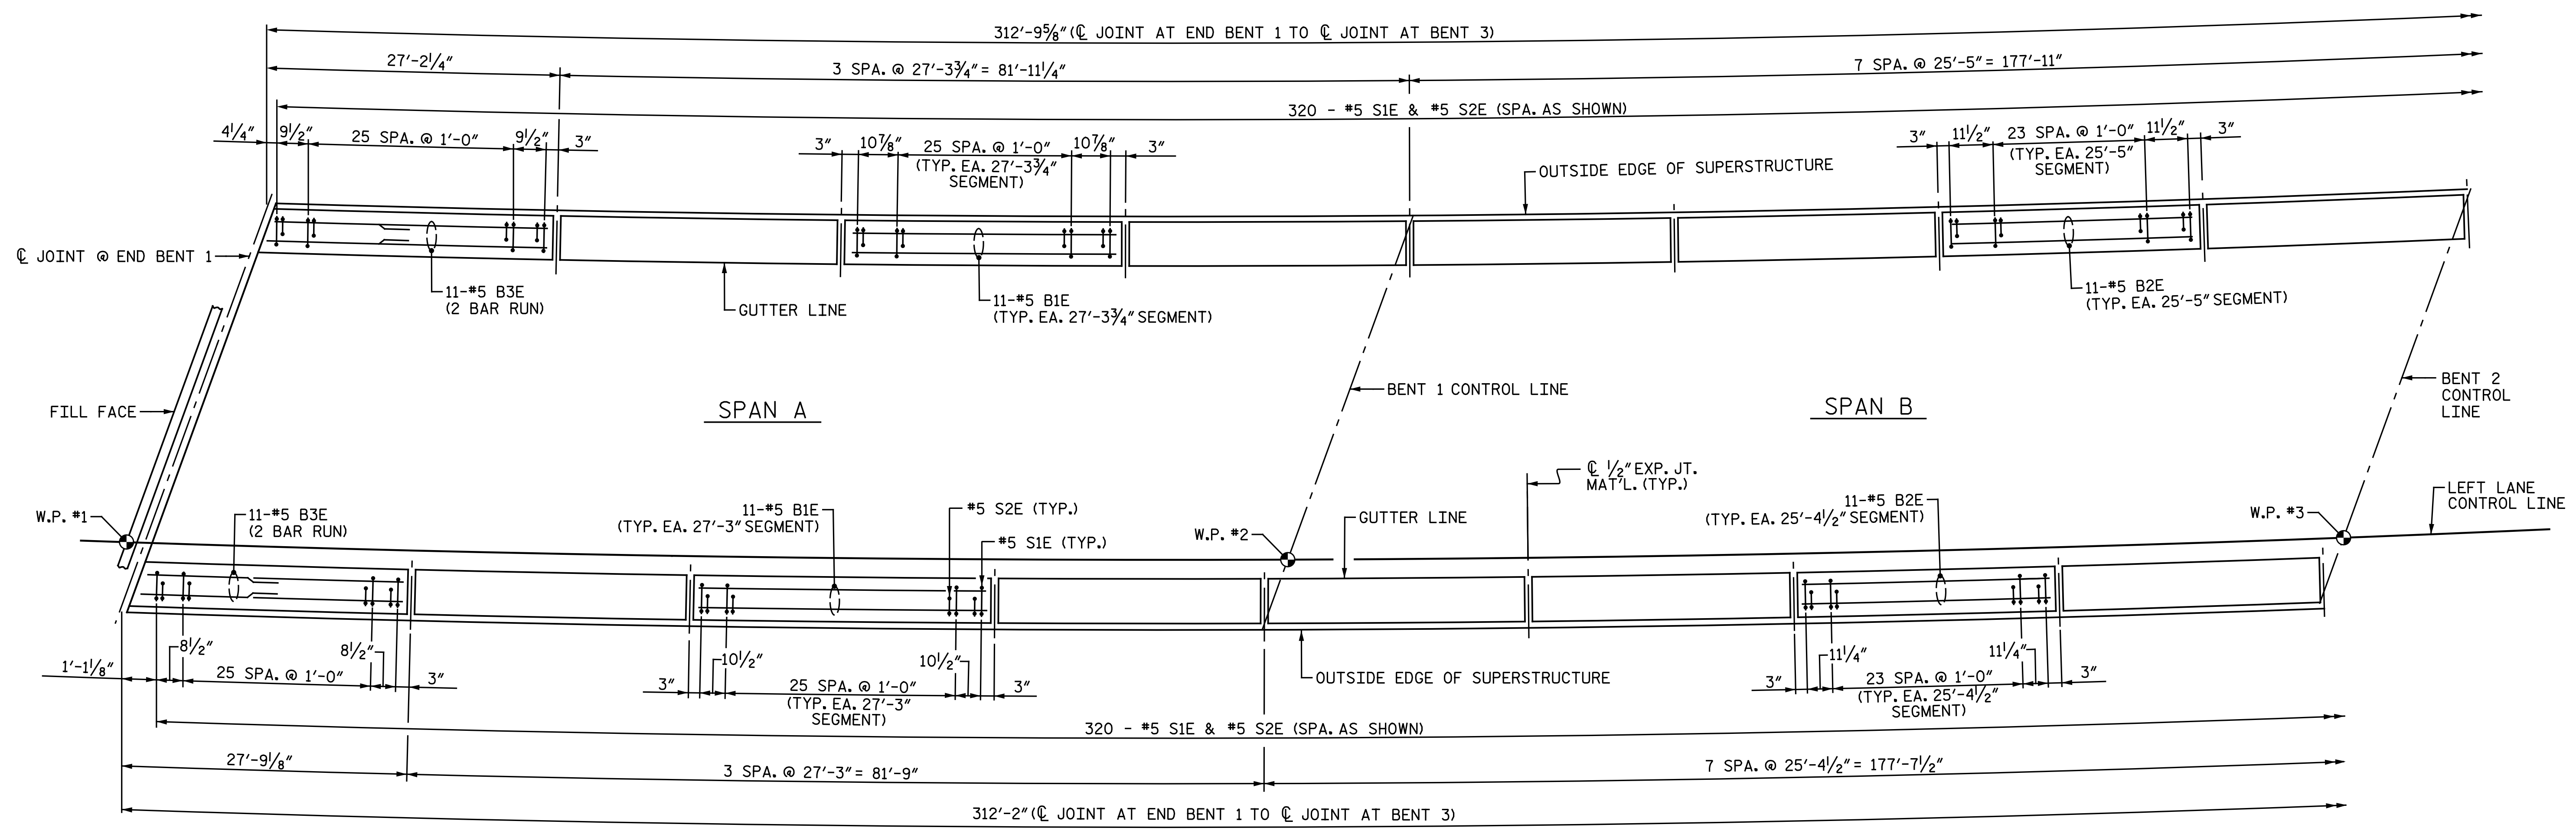 312'-9⅝" (℄ JOINT AT END BENT 1 TO ℄ JOINT AT BENT 3)
27'-2¼"
3 SPA. @ 27'-3¾" = 81'-11¼"
7 SPA. @ 25'-5" = 177'-11"
320 - #5 S1E & #5 S2E (SPA. AS SHOWN)
4¼"
9½"
25 SPA. @ 1'-0"
9½"
3"
3"
10⅞"
25 SPA. @ 1'-0"
(TYP. EA. 27'-3¾"
SEGMENT)
10⅞"
3"
3"
11½"
23 SPA. @ 1'-0"
(TYP. EA. 25'-5"
SEGMENT)
11½"
3"
OUTSIDE EDGE OF SUPERSTRUCTURE
℄ JOINT @ END BENT 1
11-#5 B3E
(2 BAR RUN)
GUTTER LINE
11-#5 B1E
(TYP. EA. 27'-3¾" SEGMENT)
11-#5 B2E
(TYP. EA. 25'-5" SEGMENT)
FILL FACE
SPAN A
BENT 1 CONTROL LINE
SPAN B
BENT 2
CONTROL
LINE
W.P. #1
11-#5 B3E
(2 BAR RUN)
11-#5 B1E
(TYP. EA. 27'-3" SEGMENT)
#5 S2E (TYP.)
#5 S1E (TYP.)
W.P. #2
GUTTER LINE
℄ ½" EXP. JT.
MAT'L. (TYP.)
11-#5 B2E
(TYP. EA. 25'-4½" SEGMENT)
W.P. #3
LEFT LANE
CONTROL LINE
1'-1⅛"
8½"
25 SPA. @ 1'-0"
8½"
3"
3"
10½"
25 SPA. @ 1'-0"
(TYP. EA. 27'-3"
SEGMENT)
10½"
3"
OUTSIDE EDGE OF SUPERSTRUCTURE
3"
11¼"
23 SPA. @ 1'-0"
(TYP. EA. 25'-4½"
SEGMENT)
11¼"
3"
320 - #5 S1E & #5 S2E (SPA. AS SHOWN)
27'-9⅛"
3 SPA. @ 27'-3" = 81'-9"
7 SPA. @ 25'-4½" = 177'-7½"
312'-2" (℄ JOINT AT END BENT 1 TO ℄ JOINT AT BENT 3)